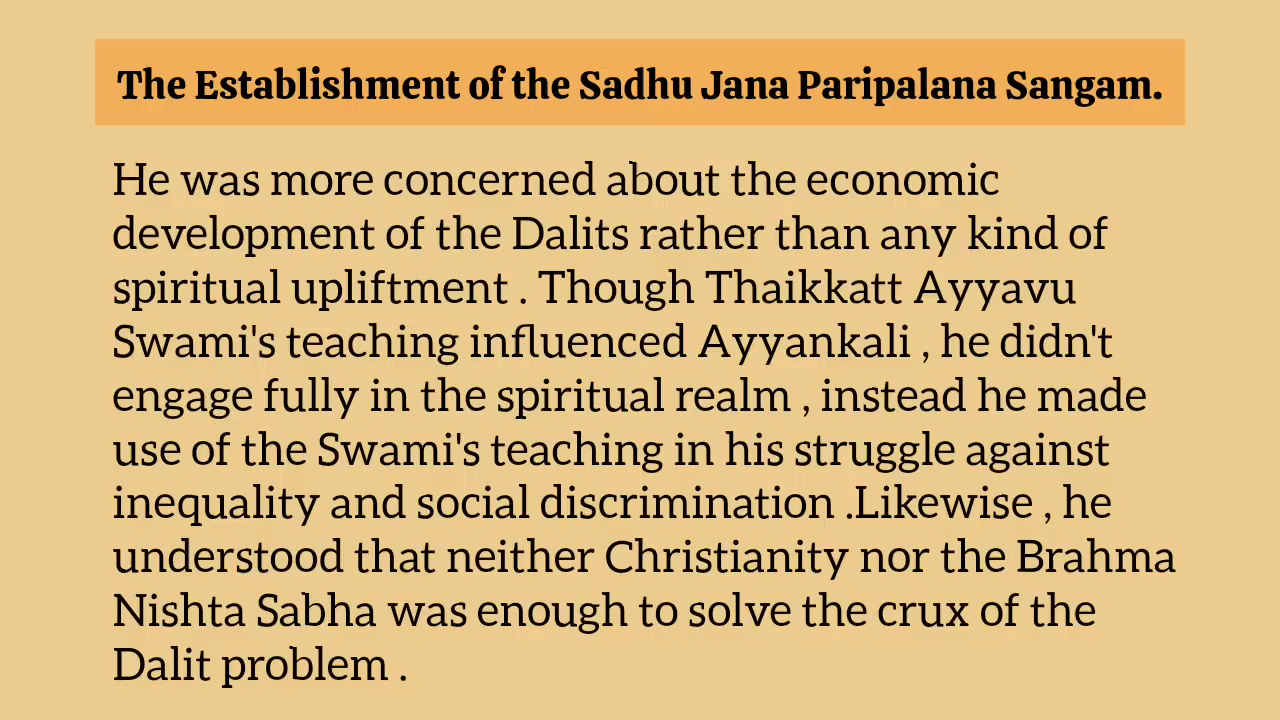 The Establishment of the Sadhu Jana Paripalana Sangam.
He was more concerned about the economic
development of the Dalits rather than any kind of
spiritual upliftment . Though Thaikkatt Ayyavu
Swami's teaching influenced Ayyankali , he didn't
engage fully in the spiritual realm , instead he made
use of the Swami's teaching in his struggle against
inequality and social discrimination .Likewise , he
understood that neither Christianity nor the Brahma
Nishta Sabha was enough to solve the crux of the
Dalit problem .